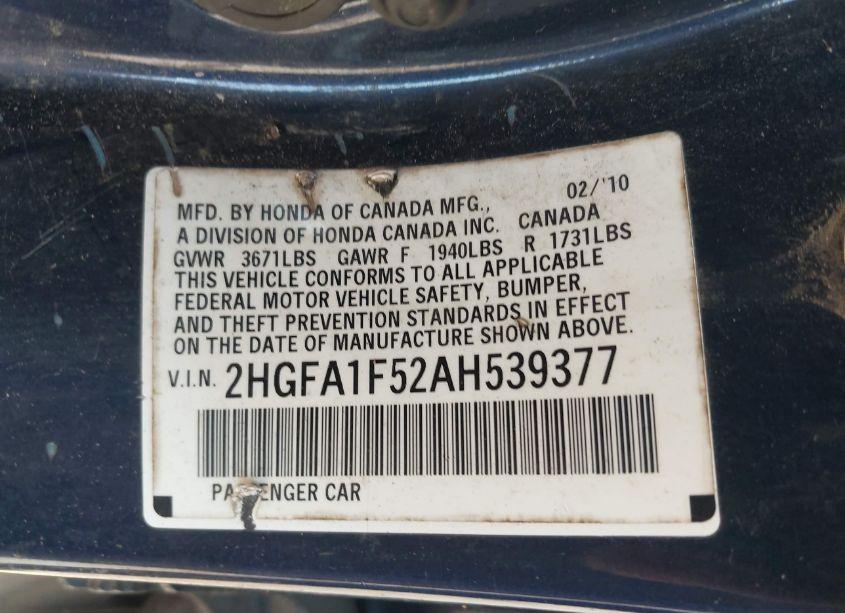 02/'10
MFD. BY HONDA OF CANADA MFG.,
A DIVISION OF HONDA CANADA INC. CANADA
GVWR 3671LBS GAWR F 1940LBS R 1731LBS
THIS VEHICLE CONFORMS TO ALL APPLICABLE
FEDERAL MOTOR VEHICLE SAFETY, BUMPER,
AND THEFT PREVENTION STANDARDS IN EFFECT
ON THE DATE OF MANUFACTURE SHOWN ABOVE.
V.I.N. 2HGFA1F52AH539377
PASSENGER CAR